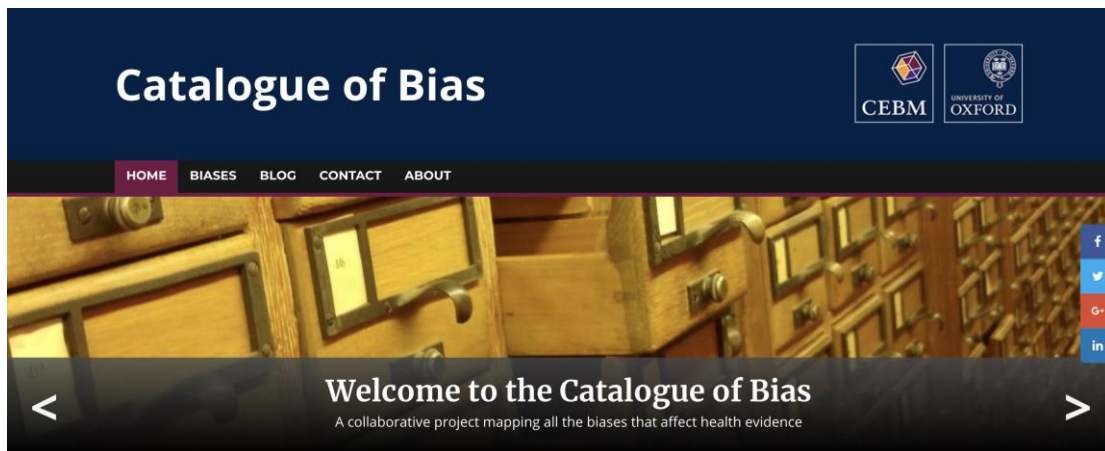 Catalogue of Bias
CEBM
UNIVERSITY OF
OXFORD
HOME BIASES BLOG CONTACT ABOUT
f
G+
in
<
Welcome to the Catalogue of Bias
>
A collaborative project mapping all the biases that affect health evidence